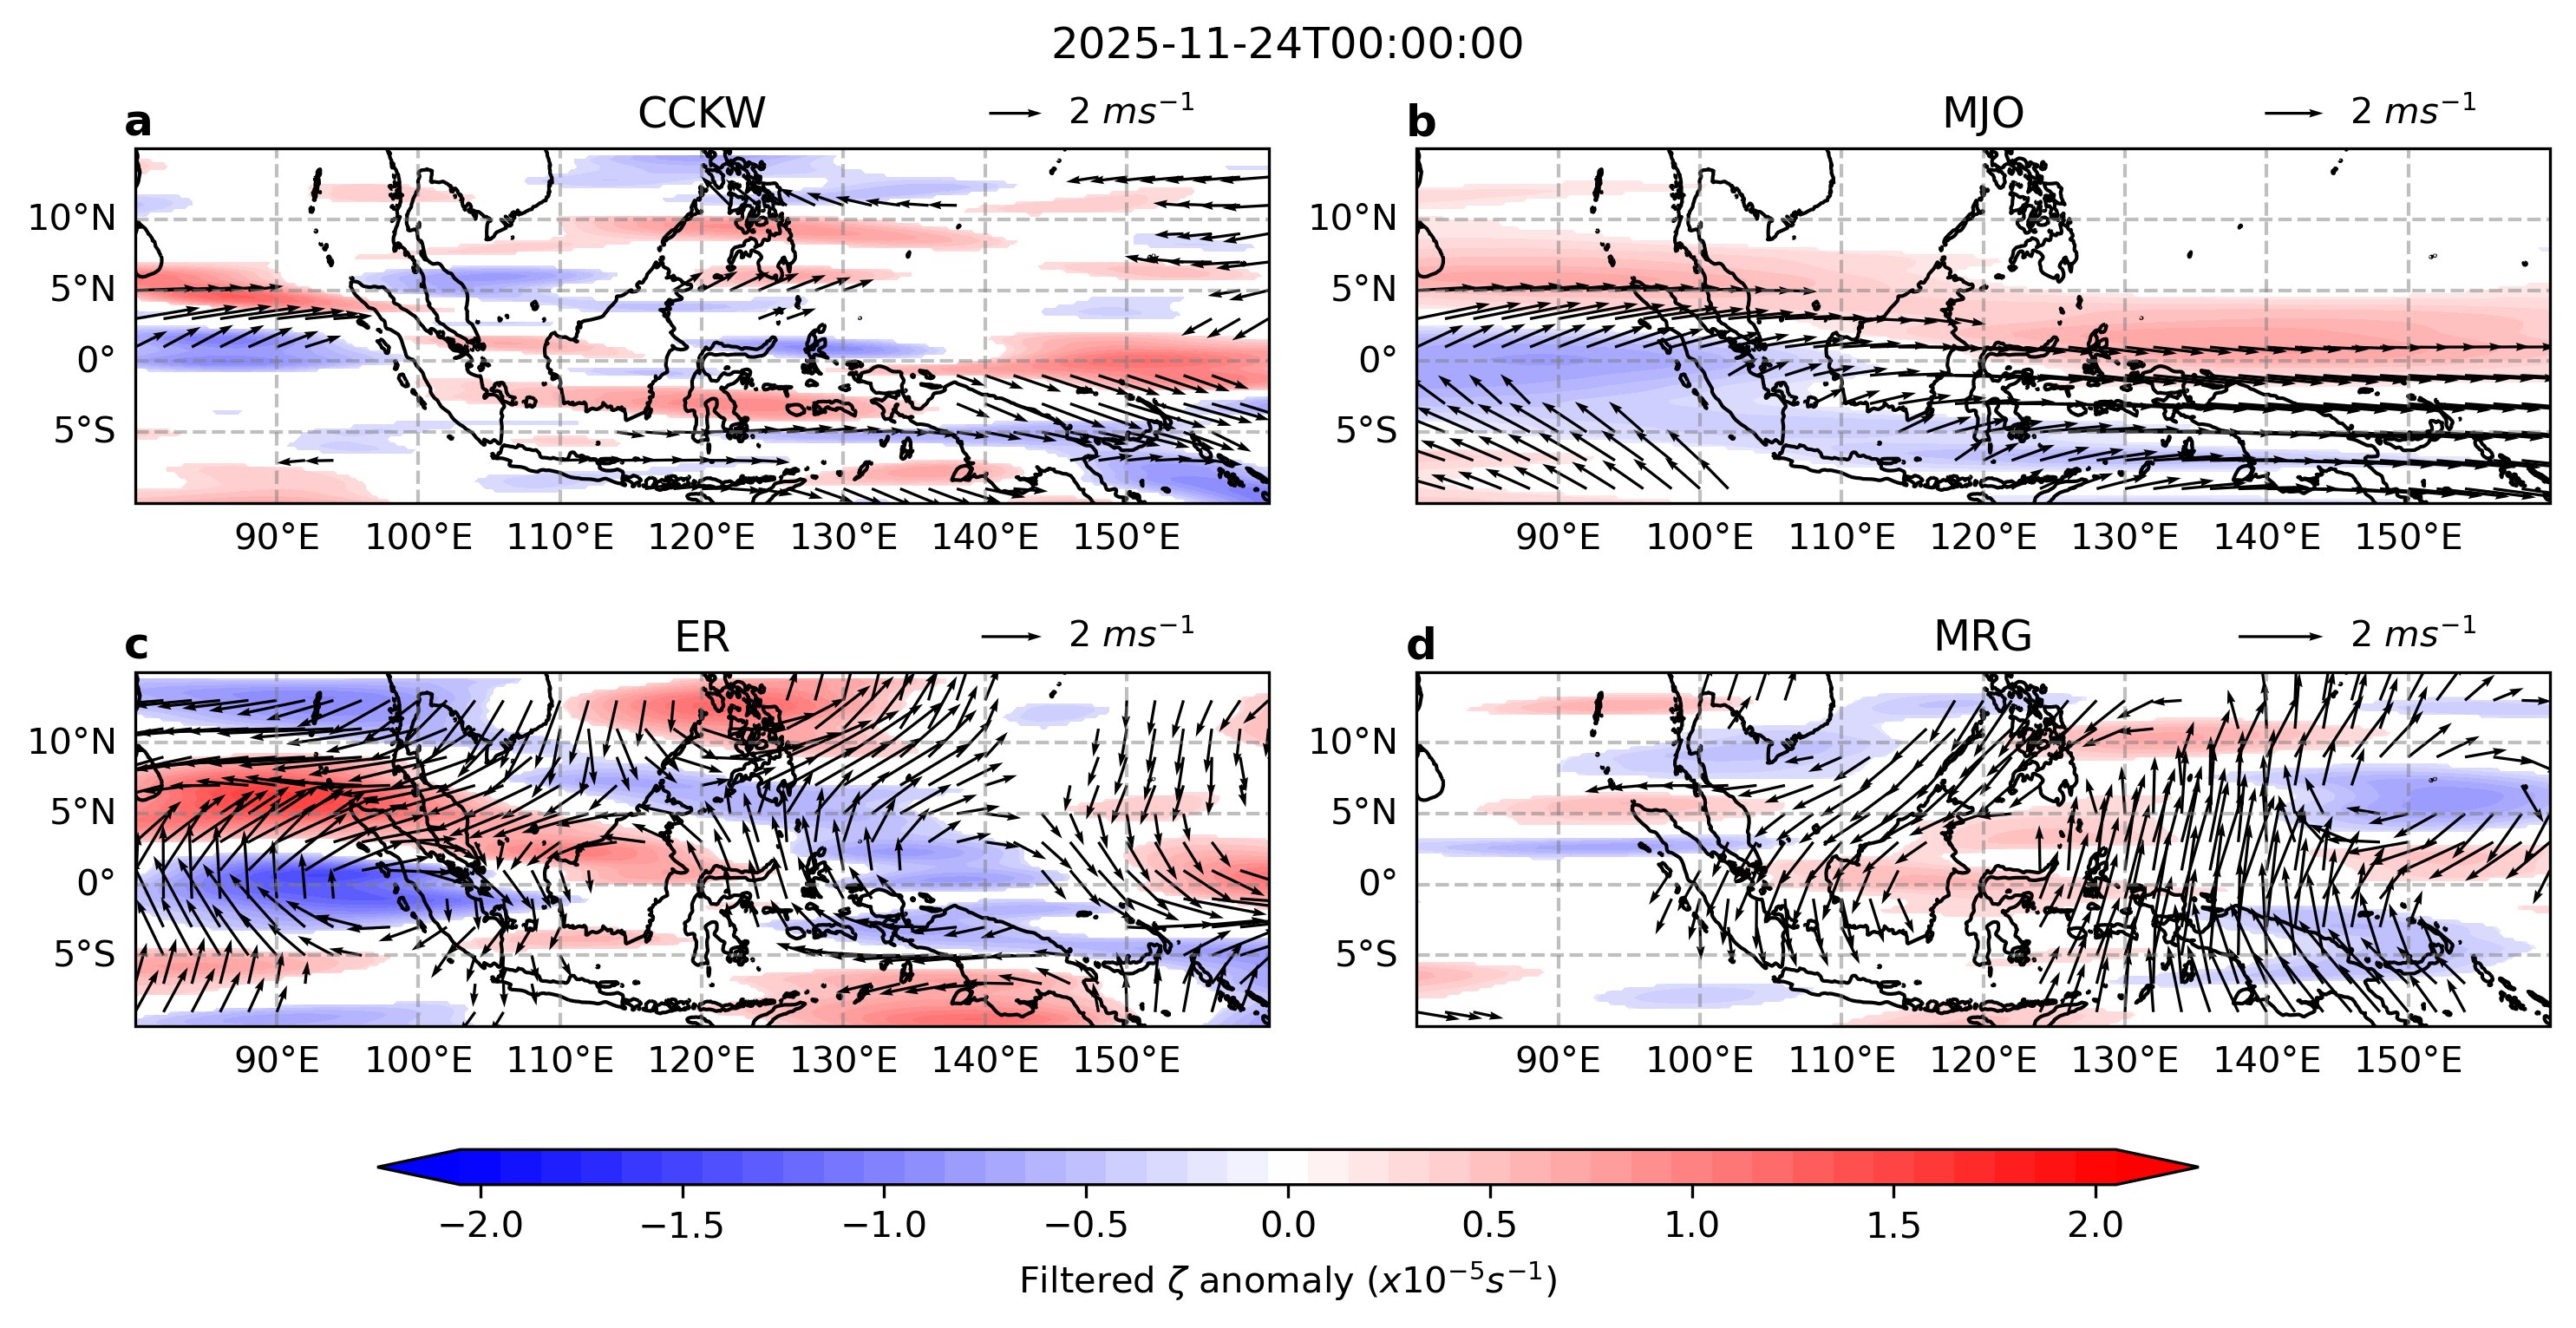 2025-11-24T00:00:00
a CCKW 2 ms⁻¹
10°N
5°N
0°
5°S
90°E 100°E 110°E 120°E 130°E 140°E 150°E
b MJO 2 ms⁻¹
10°N
5°N
0°
5°S
90°E 100°E 110°E 120°E 130°E 140°E 150°E
c ER 2 ms⁻¹
10°N
5°N
0°
5°S
90°E 100°E 110°E 120°E 130°E 140°E 150°E
d MRG 2 ms⁻¹
10°N
5°N
0°
5°S
90°E 100°E 110°E 120°E 130°E 140°E 150°E
−2.0 −1.5 −1.0 −0.5 0.0 0.5 1.0 1.5 2.0
Filtered ζ anomaly (x10⁻⁵s⁻¹)